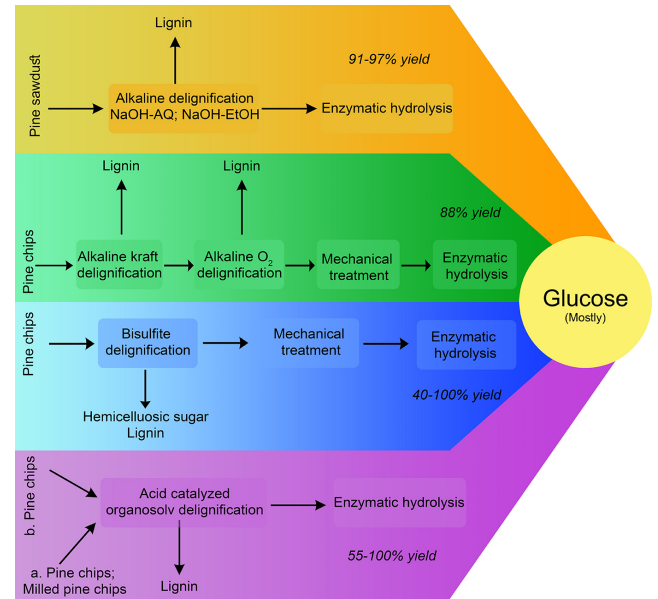 Lignin
91-97% yield
Pine sawdust
Alkaline delignification
NaOH-AQ; NaOH-EtOH
Enzymatic hydrolysis
Lignin
Lignin
88% yield
Pine chips
Alkaline kraft
delignification
Alkaline O₂
delignification
Mechanical
treatment
Enzymatic
hydrolysis
Glucose
(Mostly)
Pine chips
Bisulfite
delignification
Mechanical
treatment
Enzymatic
hydrolysis
40-100% yield
Hemicelluosic sugar
Lignin
b. Pine chips
Acid catalyzed
organosolv delignification
Enzymatic hydrolysis
55-100% yield
a. Pine chips;
Milled pine chips
Lignin